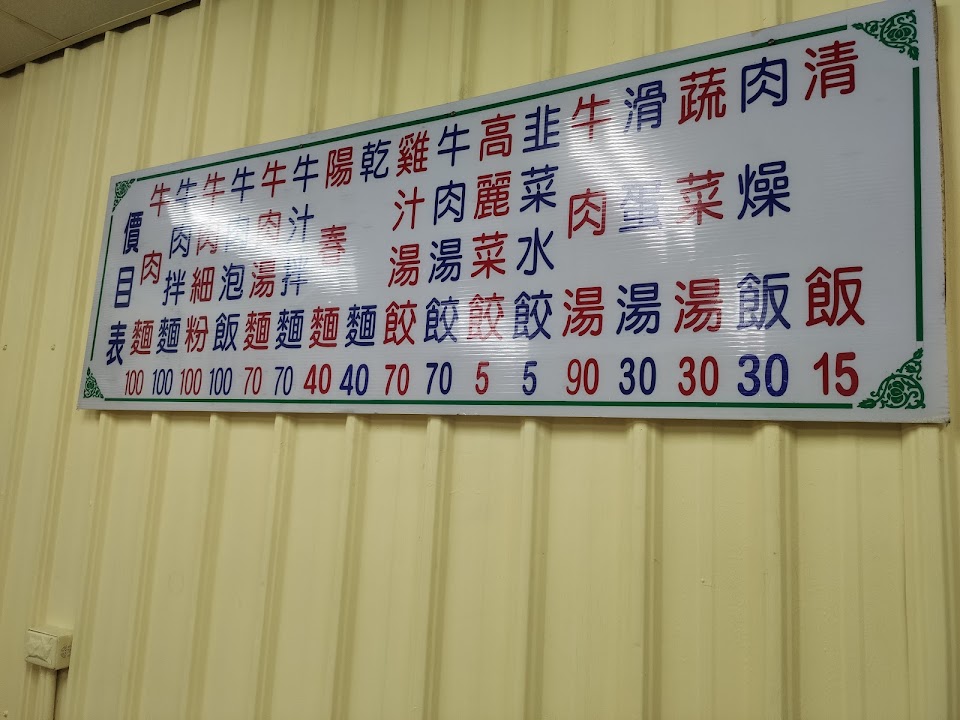 價目表
牛肉麵 100
牛肉拌麵 100
牛肉細粉 100
牛肉泡飯 100
牛肉湯麵 70
牛汁拌麵 70
陽春麵 40
乾麵 40
雞汁湯餃 70
牛肉湯餃 70
高麗菜餃 5
韭菜水餃 5
牛肉湯 90
滑蛋湯 30
蔬菜湯 30
肉燥飯 30
清飯 15